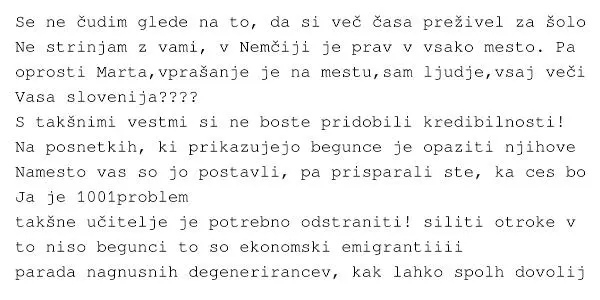 Se ne čudim glede na to, da si več časa preživel za šolo
Ne strinjam z vami, v Nemčiji je prav v vsako mesto. Pa
oprosti Marta,vprašanje je na mestu,sam ljudje,vsaj veči
Vasa slovenija????
S takšnimi vestmi si ne boste pridobili kredibilnosti!
Na posnetkih, ki prikazujejo begunce je opaziti njihove
Namesto vas so jo postavli, pa prisparali ste, ka ces bo
Ja je 1001problem
takšne učitelje je potrebno odstraniti! siliti otroke v
to niso begunci to so ekonomski emigrantiiii
parada nagnusnih degenerirancev, kak lahko spolh dovolij